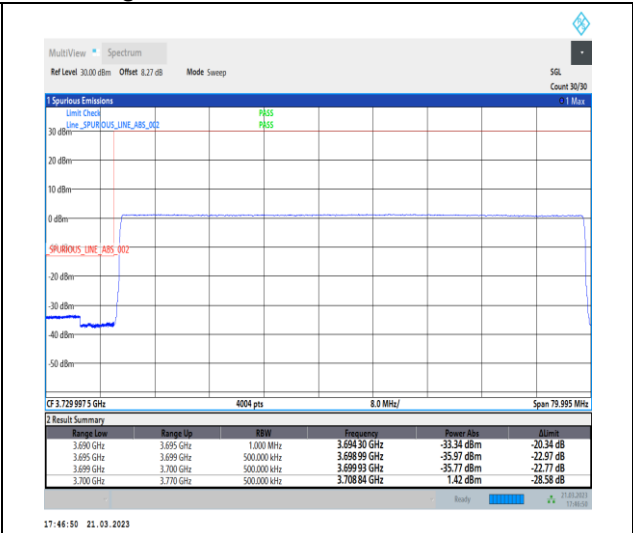 MultiView Spectrum
Ref Level 30.00 dBm Offset 8.27 dB Mode Sweep SGL
Count 30/30
1 Spurious Emissions 1 Max
Limit Check PASS
Line _SPURIOUS_LINE_ABS_002 PASS
30 dBm
20 dBm
10 dBm
0 dBm
_SPURIOUS_LINE_ABS_002
-20 dBm
-30 dBm
-40 dBm
-50 dBm
CF 3.729 997 5 GHz 4004 pts 8.0 MHz/ Span 79.995 MHz
2 Result Summary
Range Low Range Up RBW Frequency Power Abs ΔLimit
3.690 GHz 3.695 GHz 1.000 MHz 3.694 30 GHz -33.34 dBm -20.34 dB
3.695 GHz 3.699 GHz 500.000 kHz 3.698 99 GHz -35.97 dBm -22.97 dB
3.699 GHz 3.700 GHz 500.000 kHz 3.699 93 GHz -35.77 dBm -22.77 dB
3.700 GHz 3.770 GHz 500.000 kHz 3.708 84 GHz 1.42 dBm -28.58 dB
Ready 21.03.2023
17:46:50
17:46:50 21.03.2023